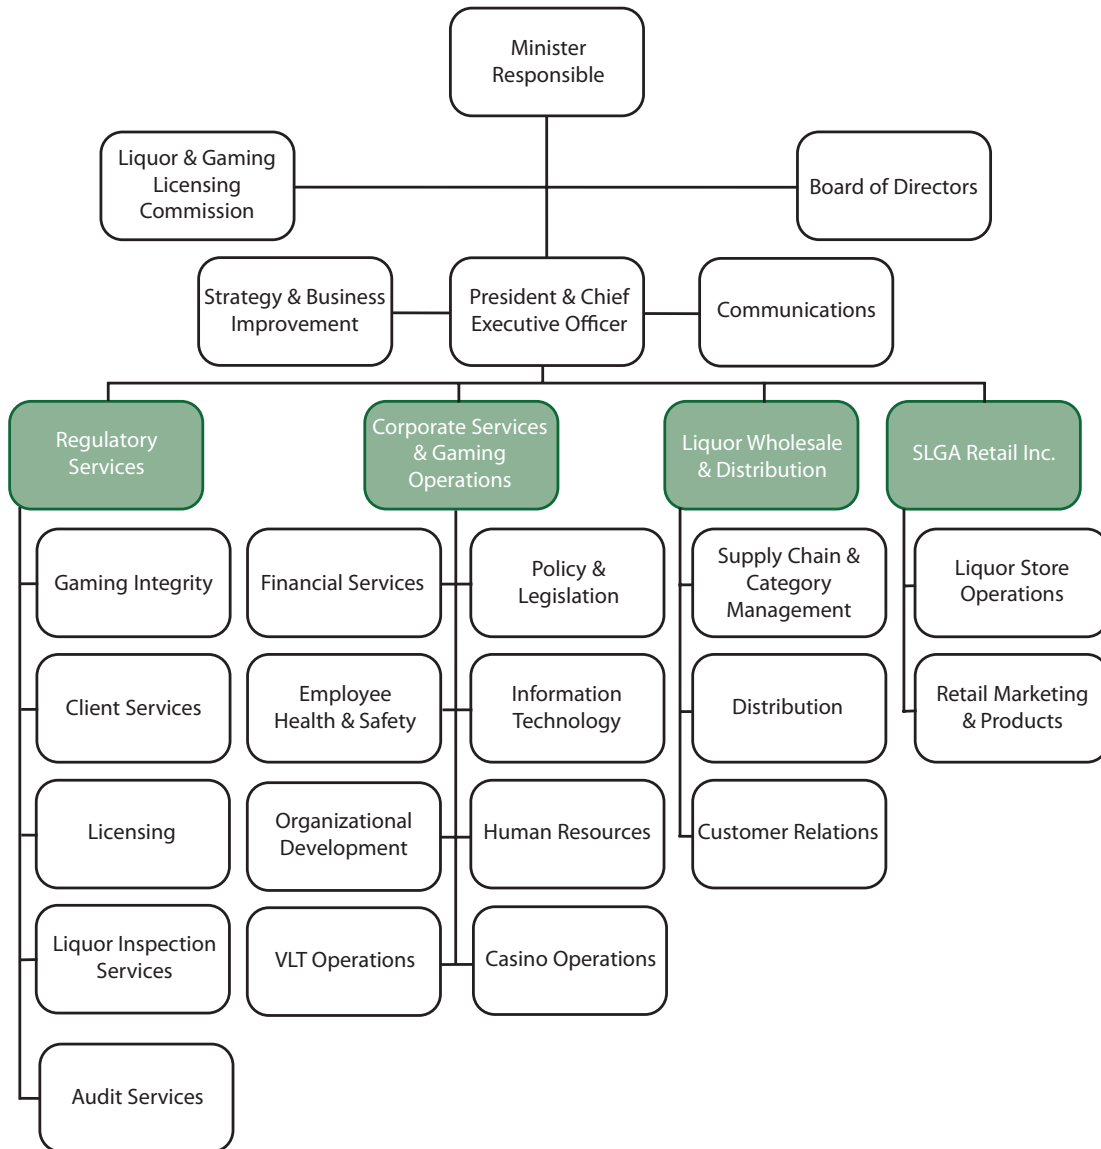 Minister
Responsible
Liquor & Gaming
Licensing
Commission
Board of Directors
Strategy & Business
Improvement
President & Chief
Executive Officer
Communications
Regulatory
Services
Corporate Services
& Gaming
Operations
Liquor Wholesale
& Distribution
SLGA Retail Inc.
Gaming Integrity
Financial Services
Policy &
Legislation
Supply Chain &
Category
Management
Liquor Store
Operations
Client Services
Employee
Health & Safety
Information
Technology
Distribution
Retail Marketing
& Products
Licensing
Organizational
Development
Human Resources
Customer Relations
Liquor Inspection
Services
VLT Operations
Casino Operations
Audit Services